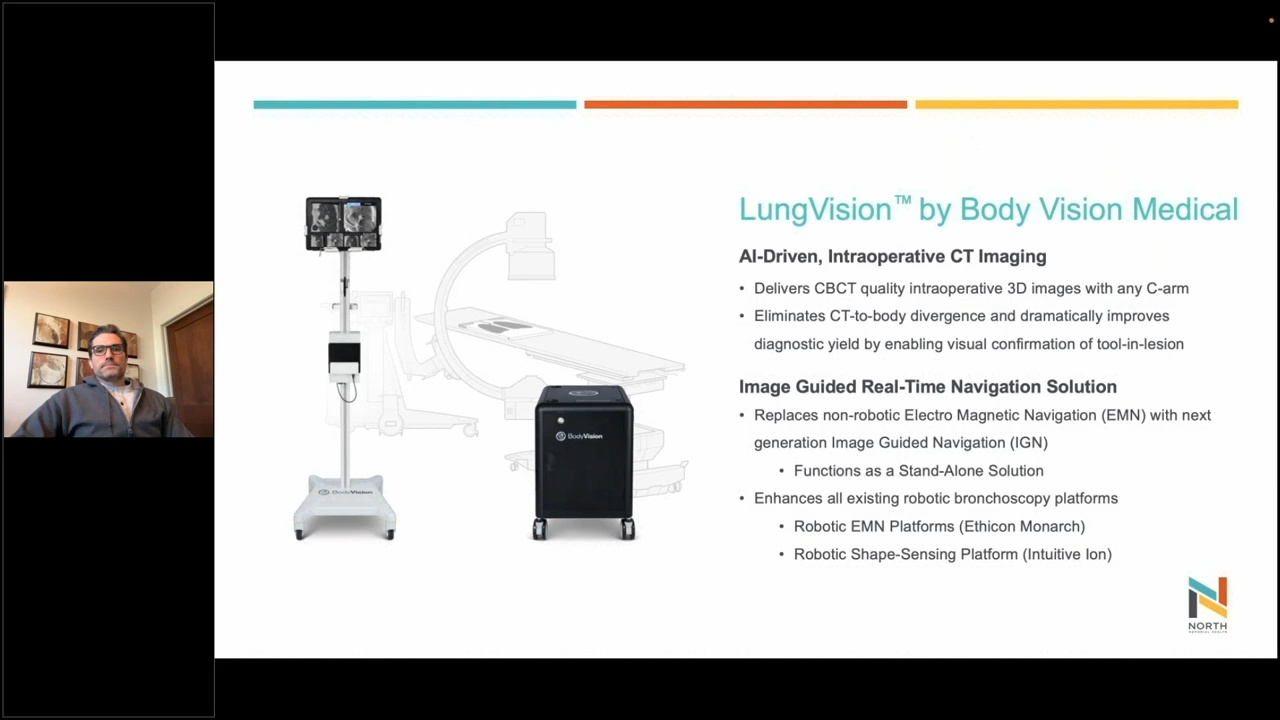 LungVision™ by Body Vision Medical
AI-Driven, Intraoperative CT Imaging
• Delivers CBCT quality intraoperative 3D images with any C-arm
• Eliminates CT-to-body divergence and dramatically improves
diagnostic yield by enabling visual confirmation of tool-in-lesion
Image Guided Real-Time Navigation Solution
• Replaces non-robotic Electro Magnetic Navigation (EMN) with next
generation Image Guided Navigation (IGN)
• Functions as a Stand-Alone Solution
• Enhances all existing robotic bronchoscopy platforms
• Robotic EMN Platforms (Ethicon Monarch)
• Robotic Shape-Sensing Platform (Intuitive Ion)
BodyVision
BodyVision
NORTH
MEMORIAL HEALTH